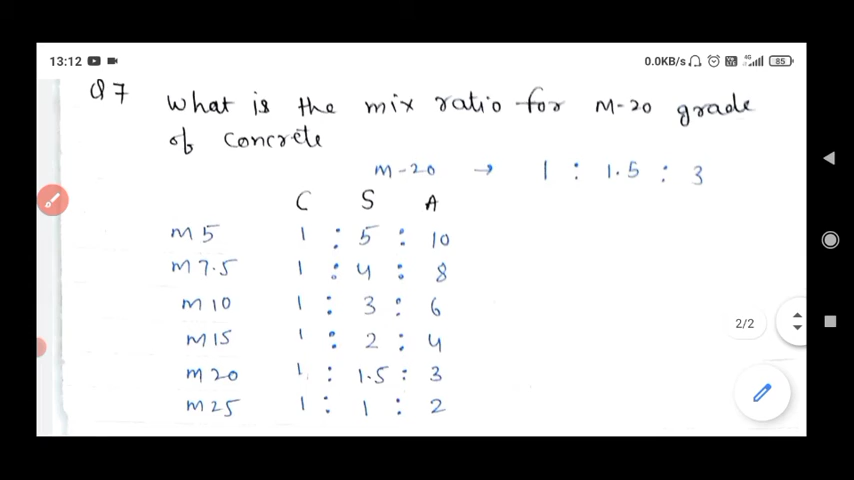 13:12 0.0KB/s 4G 85
Q7 What is the mix ratio for M-20 grade
of concrete
M-20 → 1 : 1.5 : 3
C S A
M5 1 : 5 : 10
M7.5 1 : 4 : 8
M10 1 : 3 : 6
2/2
M15 1 : 2 : 4
M20 1 : 1.5 : 3
M25 1 : 1 : 2